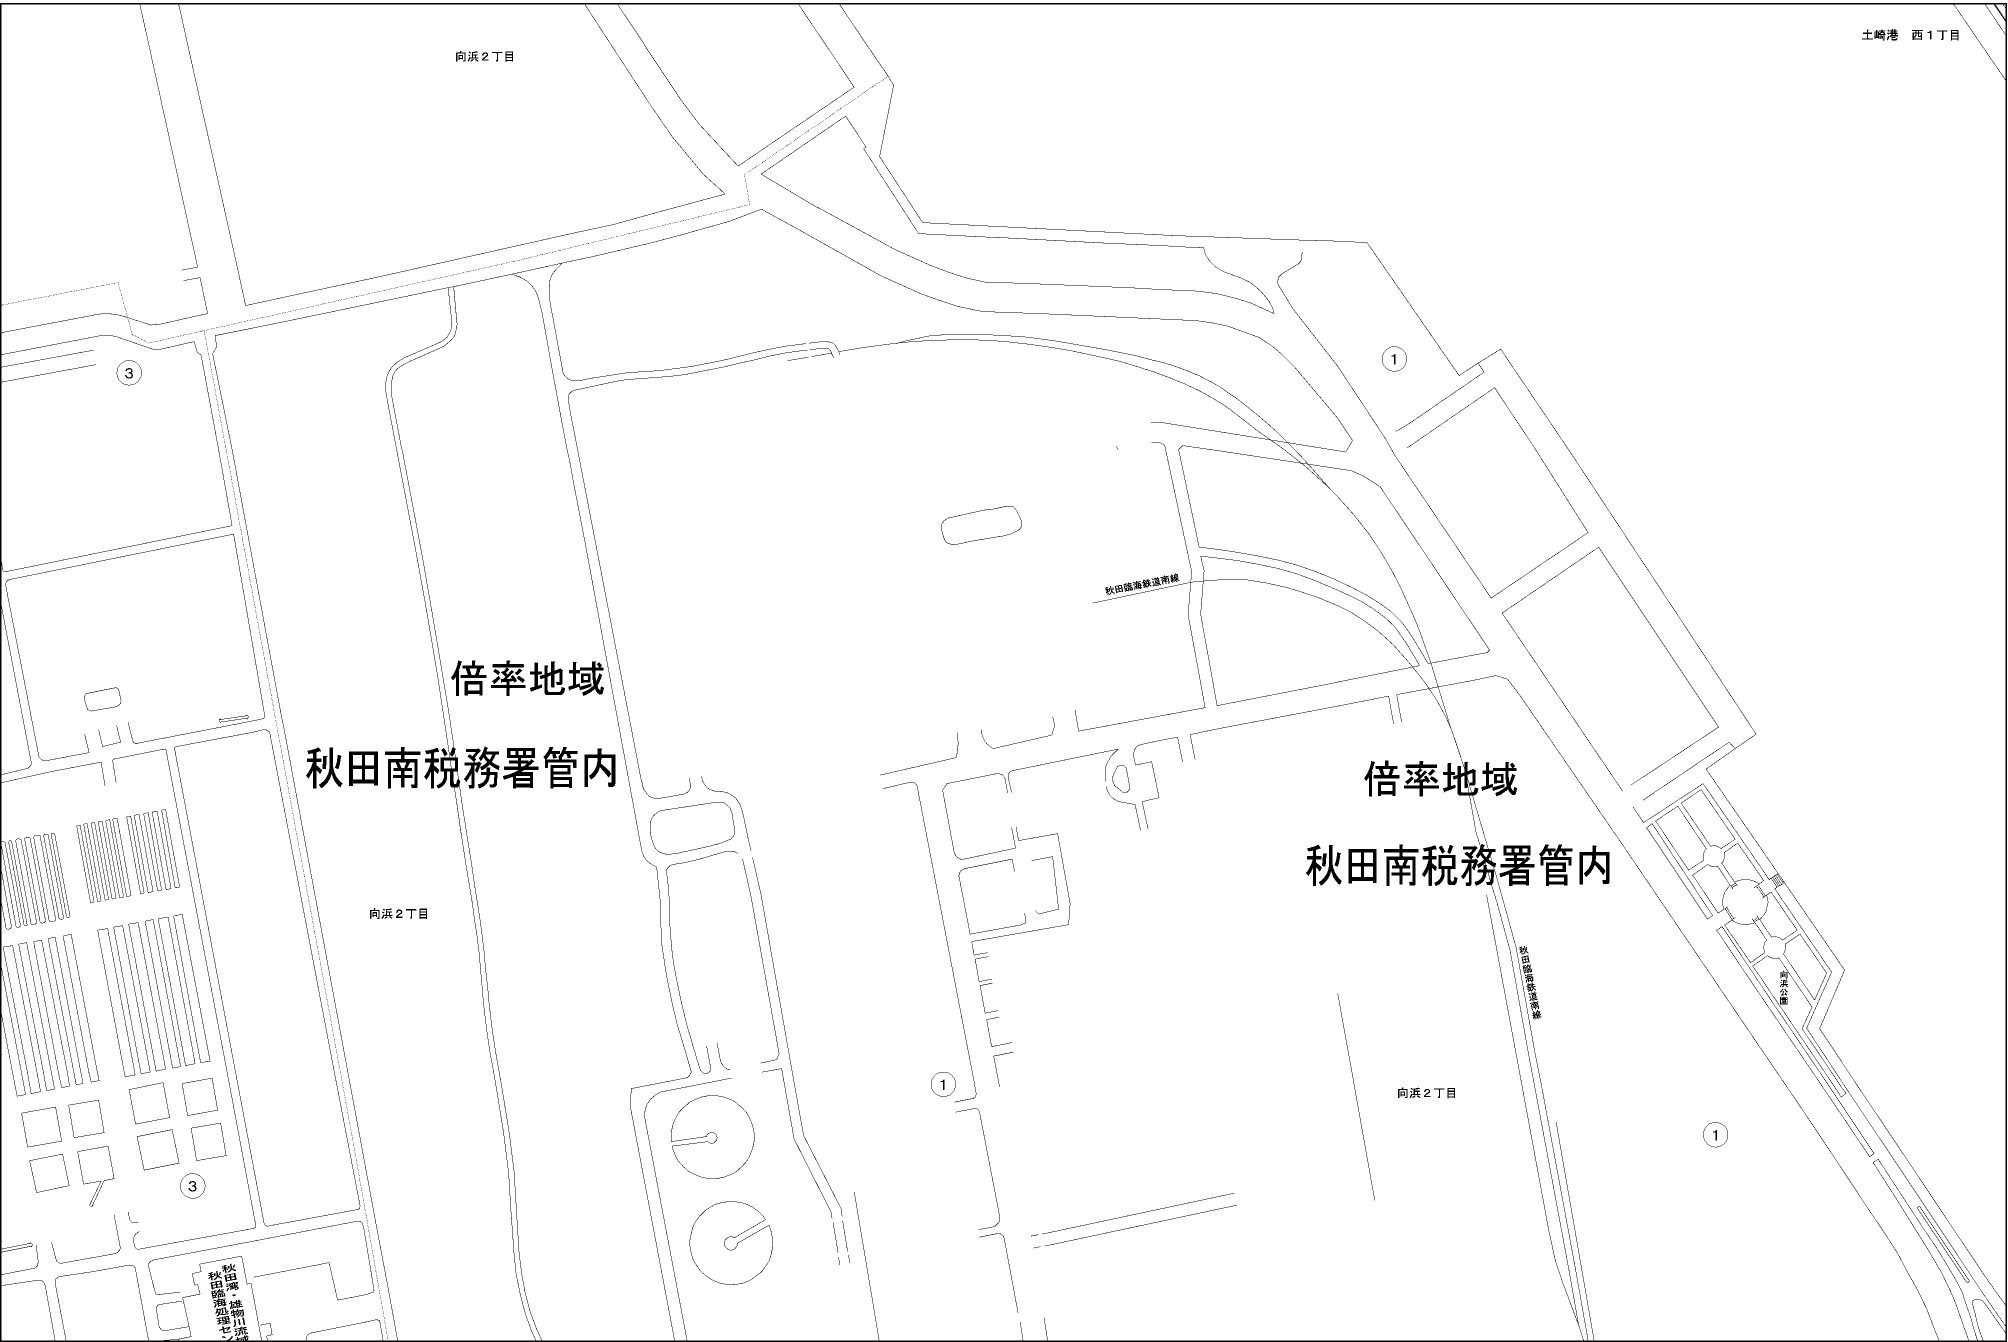 向浜２丁目
土崎港　西１丁目
3
1
秋田臨海鉄道南線
倍率地域
秋田南税務署管内
倍率地域
秋田南税務署管内
向浜２丁目
秋田臨海鉄道南線
向浜公園
1
向浜２丁目
1
3
秋田湾・雄物川流域
秋田臨海処理セン